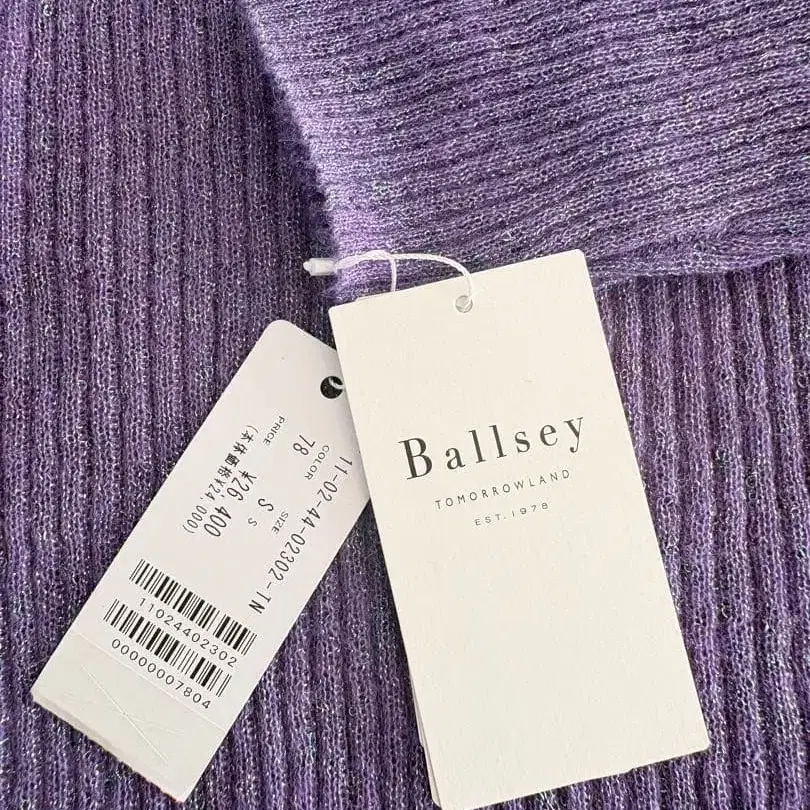 Ballsey
TOMORROWLAND
EST. 1978
11-02-44-02302-TN
COLOR
SIZE
78
S
S
PRICE
¥26,400
(本体価格¥24,000)
11024402302
00000007804